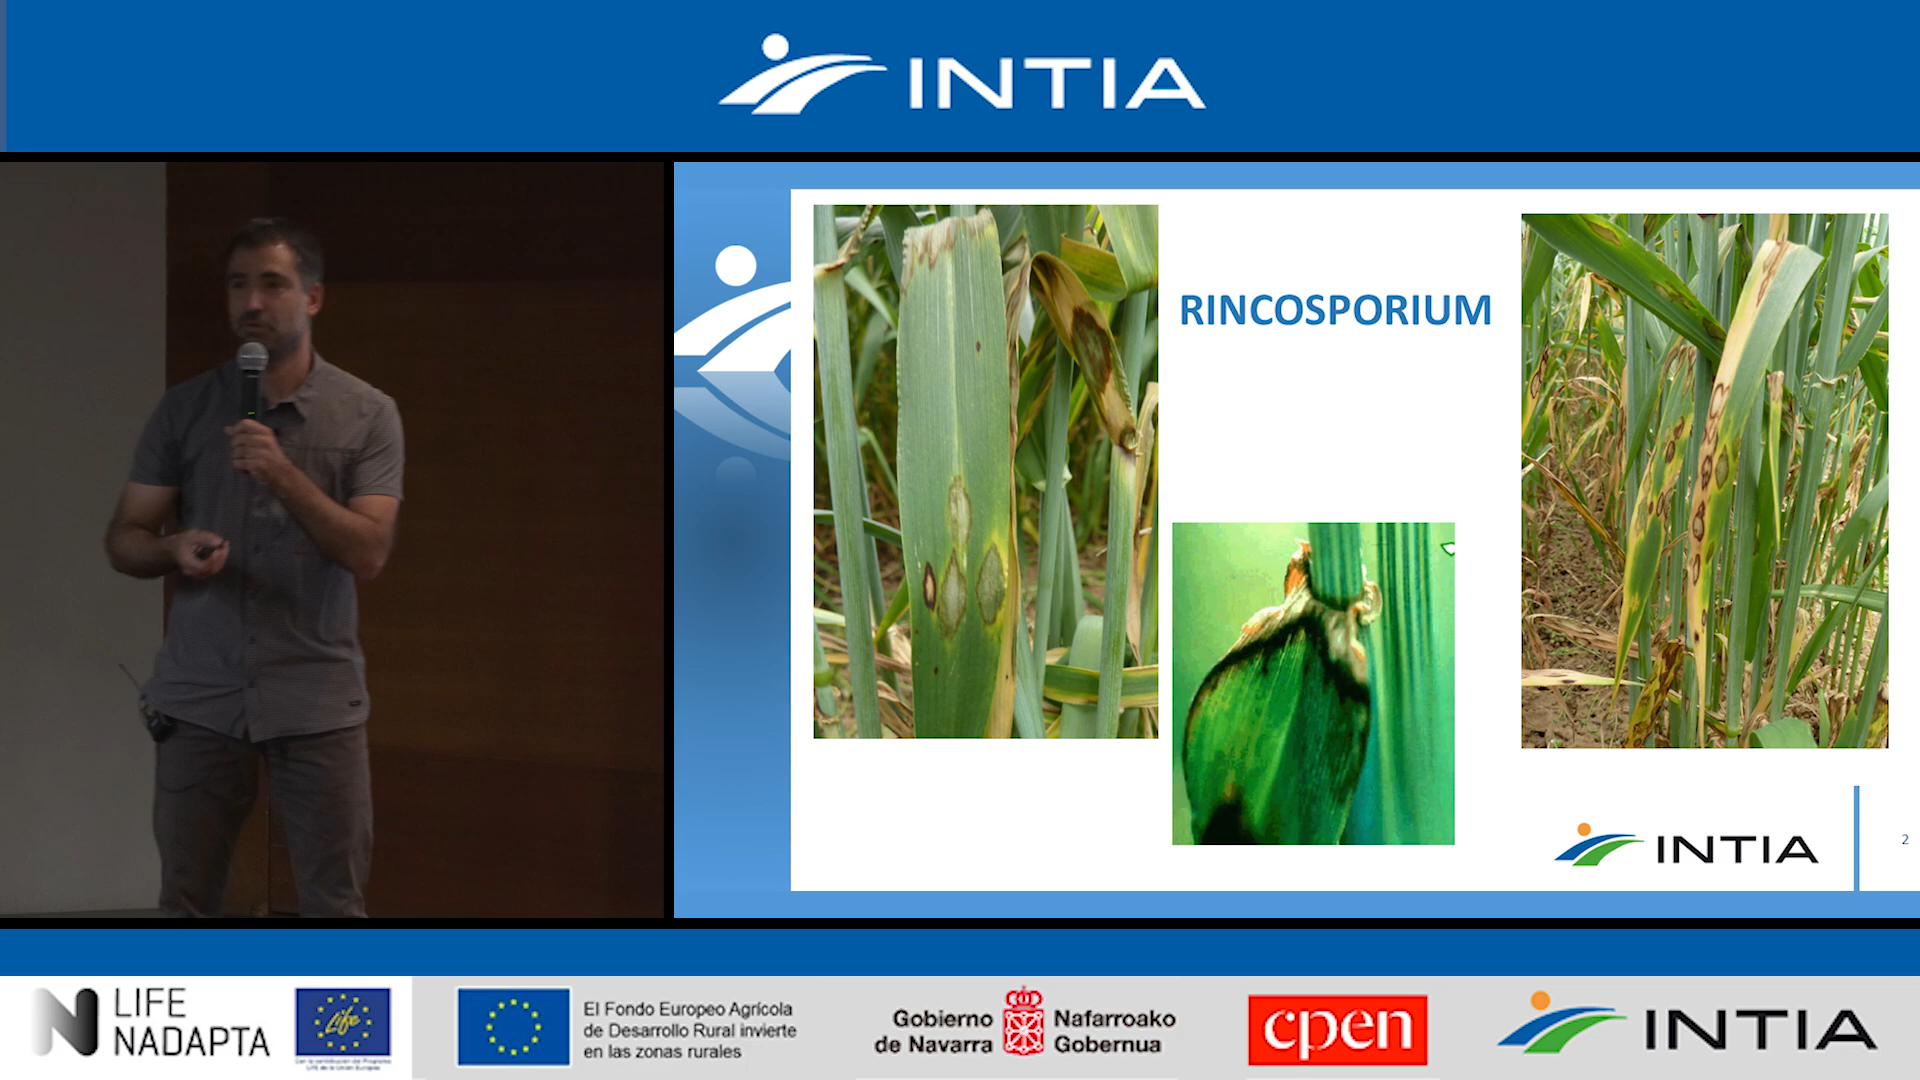 INTIA
RINCOSPORIUM
INTIA
2
LIFE
NADAPTA
Life
El Fondo Europeo Agrícola
de Desarrollo Rural invierte
en las zonas rurales
Gobierno
de Navarra
Nafarroako
Gobernua
cpen
INTIA